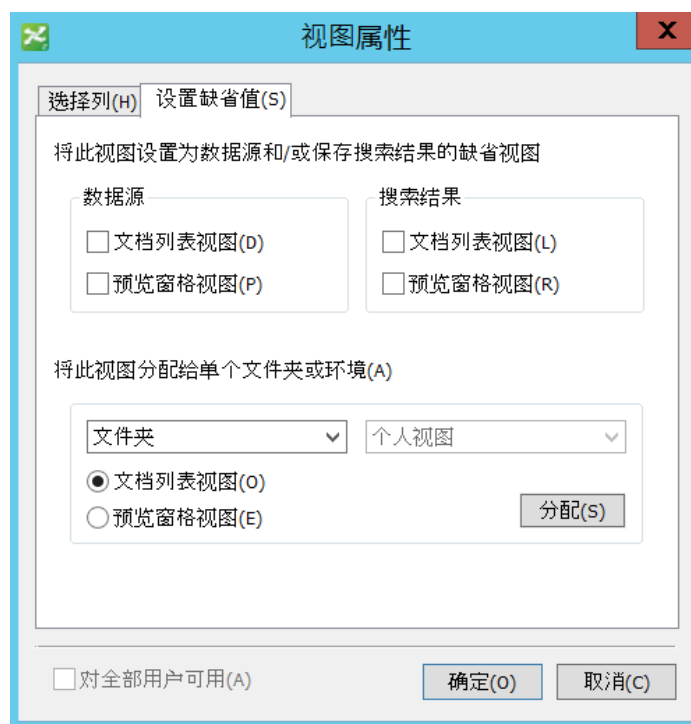 视图属性
选择列(H) 设置缺省值(S)
将此视图设置为数据源和/或保存搜索结果的缺省视图
数据源 搜索结果
文档列表视图(D) 文档列表视图(L)
预览窗格视图(P) 预览窗格视图(R)
将此视图分配给单个文件夹或环境(A)
文件夹 个人视图
文档列表视图(O)
预览窗格视图(E) 分配(S)
对全部用户可用(A) 确定(O) 取消(C)